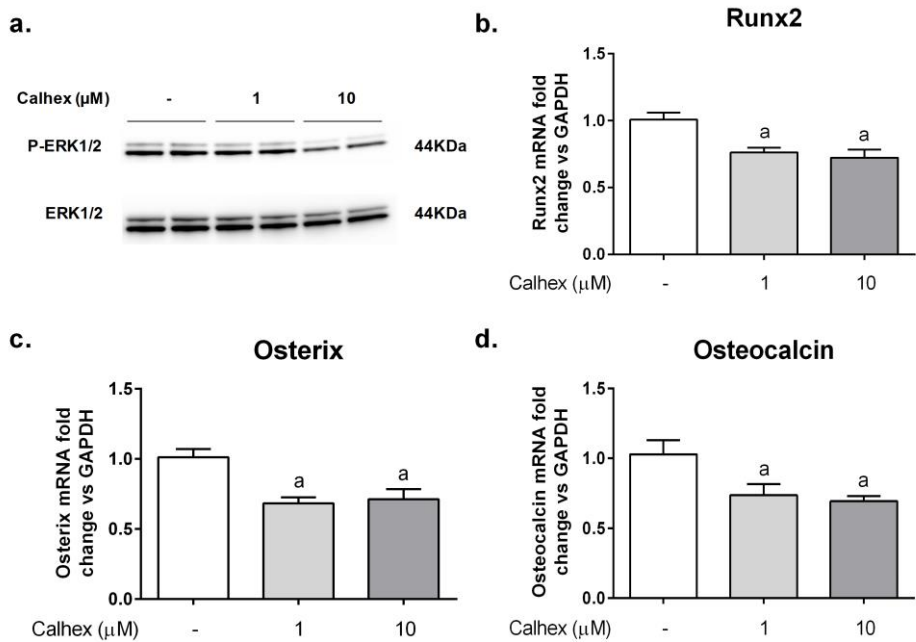 a.
Calhex (µM) - 1 10
P-ERK1/2 44KDa
ERK1/2 44KDa
b.
Runx2
Runx2 mRNA fold
change vs GAPDH
1.5
1.0
0.5
0.0
a a
Calhex (µM) - 1 10
c.
Osterix
Osterix mRNA fold
change vs GAPDH
1.5
1.0
0.5
0.0
a a
Calhex (µM) - 1 10
d.
Osteocalcin
Osteocalcin mRNA fold
change vs GAPDH
1.5
1.0
0.5
0.0
a a
Calhex (µM) - 1 10